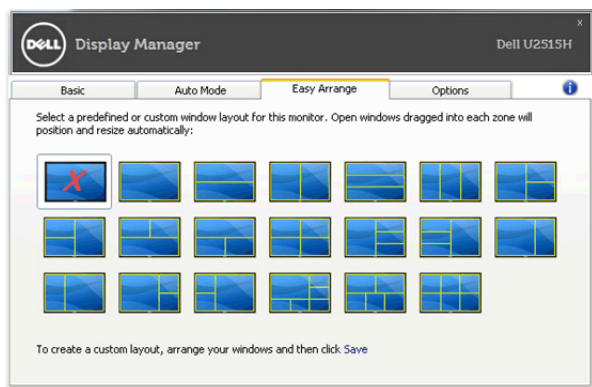 x
DELL Display Manager Dell U2515H
Basic Auto Mode Easy Arrange Options i
Select a predefined or custom window layout for this monitor. Open windows dragged into each zone will
position and resize automatically:
X
To create a custom layout, arrange your windows and then click Save